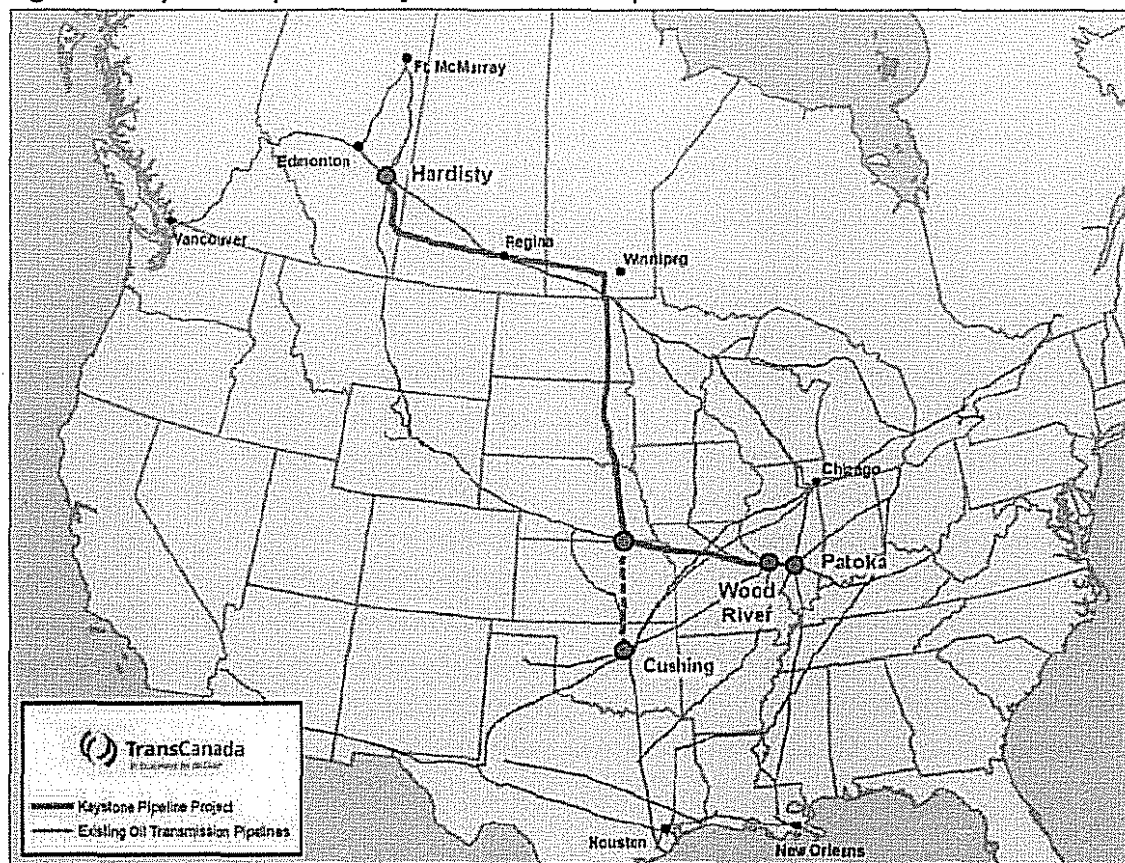 Ft. McMurray
Edmonton
Hardisty
Vancouver
Regina
Winnipeg
Chicago
Patoka
Wood
River
Cushing
TransCanada
Keystone Pipeline Project
Existing Oil Transmission Pipelines
Houston
New Orleans